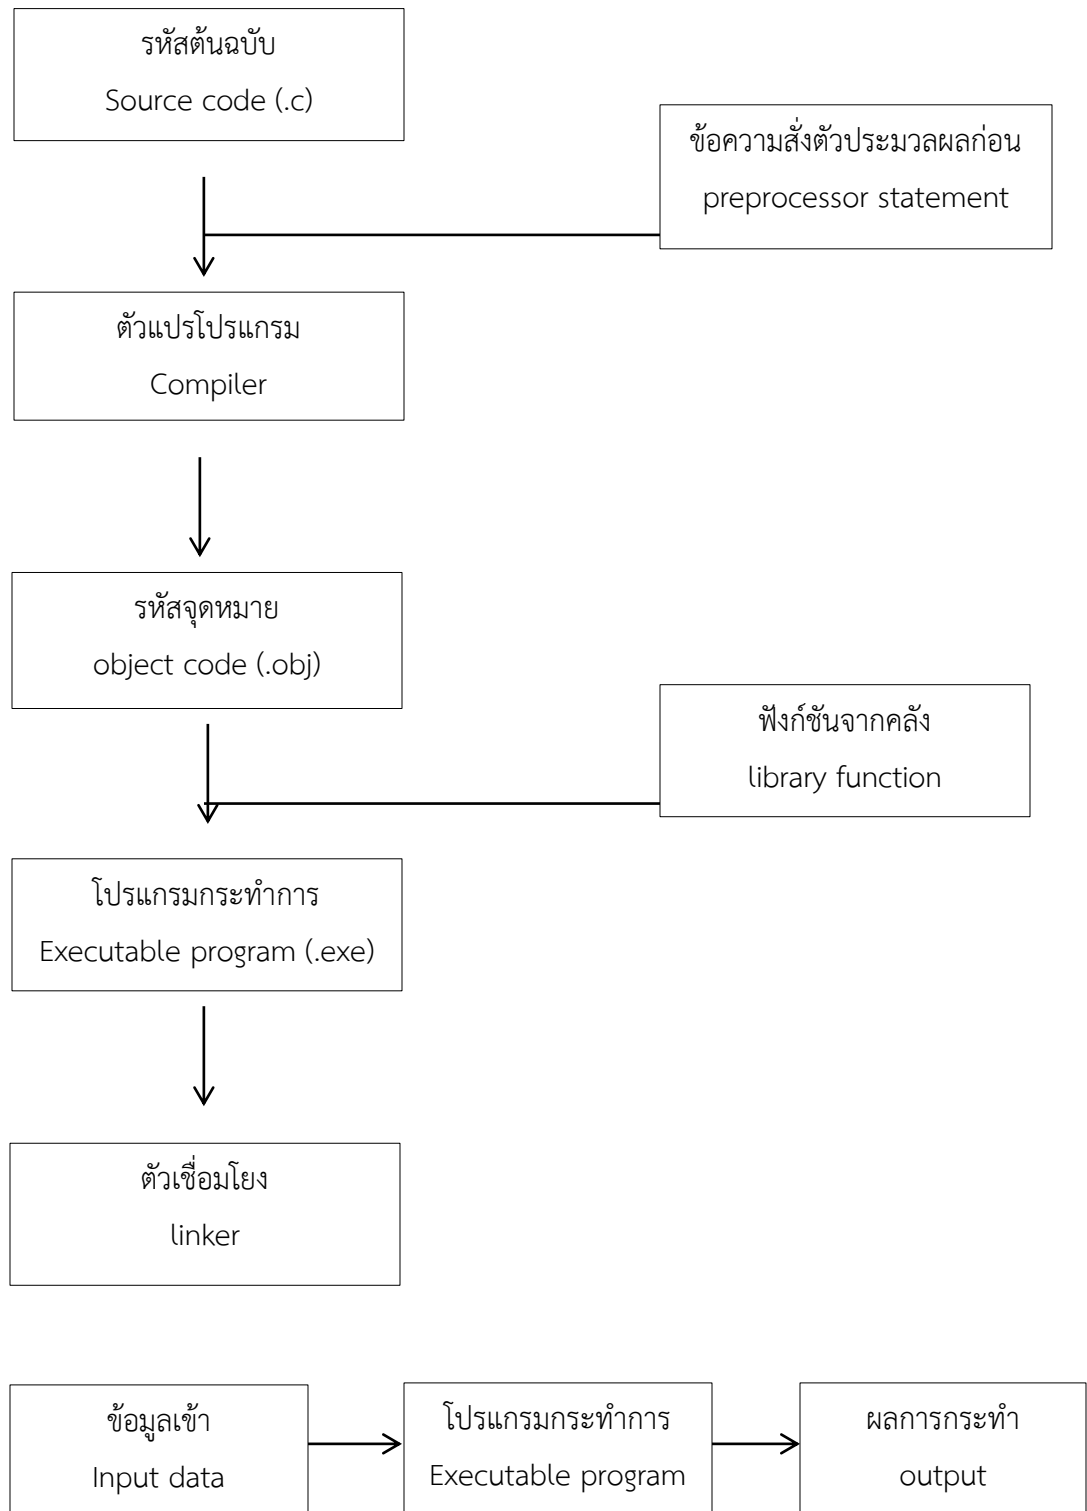 รหัสต้นฉบับ
Source code (.c)
ข้อความสั่งตัวประมวลผลก่อน
preprocessor statement
ตัวแปรโปรแกรม
Compiler
รหัสจุดหมาย
object code (.obj)
ฟังก์ชันจากคลัง
library function
โปรแกรมกระทำการ
Executable program (.exe)
ตัวเชื่อมโยง
linker
ข้อมูลเข้า
Input data
โปรแกรมกระทำการ
Executable program
ผลการกระทำ
output